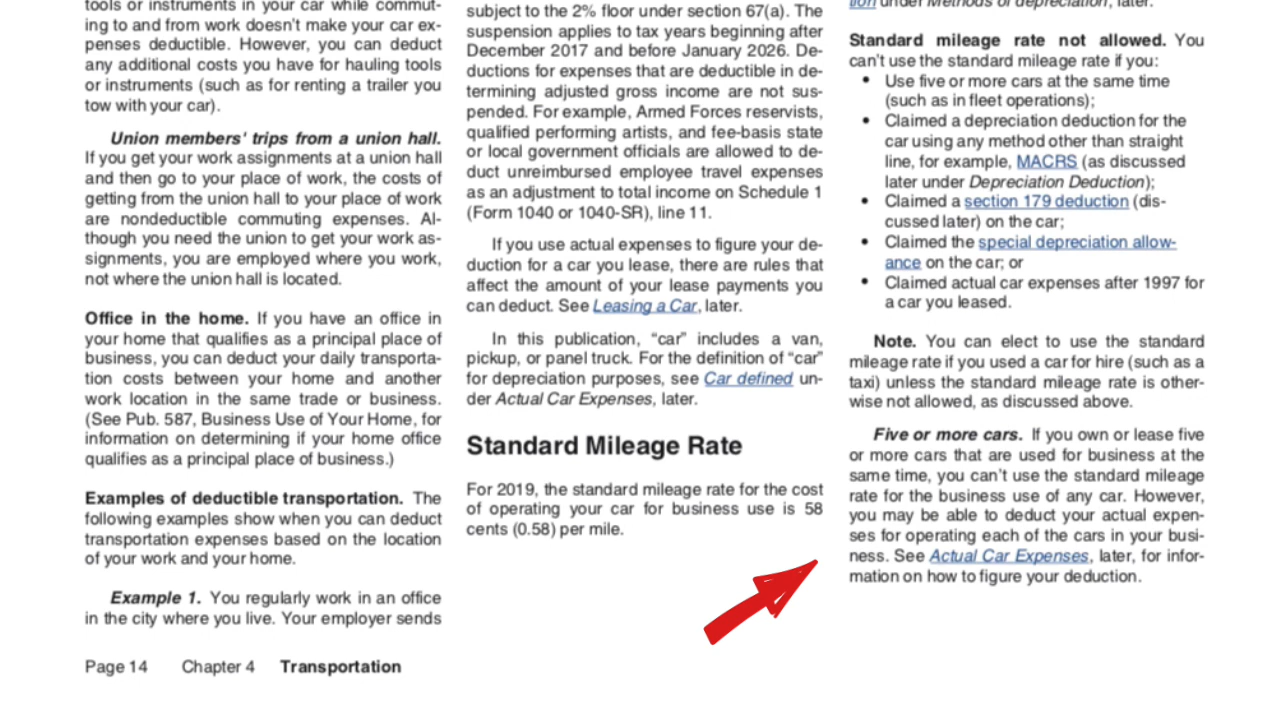 tools or instruments in your car while commut-
ing to and from work doesn't make your car ex-
penses deductible. However, you can deduct
any additional costs you have for hauling tools
or instruments (such as for renting a trailer you
tow with your car).
Union members' trips from a union hall.
If you get your work assignments at a union hall
and then go to your place of work, the costs of
getting from the union hall to your place of work
are nondeductible commuting expenses. Al-
though you need the union to get your work as-
signments, you are employed where you work,
not where the union hall is located.
Office in the home. If you have an office in
your home that qualifies as a principal place of
business, you can deduct your daily transporta-
tion costs between your home and another
work location in the same trade or business.
(See Pub. 587, Business Use of Your Home, for
information on determining if your home office
qualifies as a principal place of business.)
Examples of deductible transportation. The
following examples show when you can deduct
transportation expenses based on the location
of your work and your home.
Example 1. You regularly work in an office
in the city where you live. Your employer sends
subject to the 2% floor under section 67(a). The
suspension applies to tax years beginning after
December 2017 and before January 2026. De-
ductions for expenses that are deductible in de-
termining adjusted gross income are not sus-
pended. For example, Armed Forces reservists,
qualified performing artists, and fee-basis state
or local government officials are allowed to de-
duct unreimbursed employee travel expenses
as an adjustment to total income on Schedule 1
(Form 1040 or 1040-SR), line 11.
If you use actual expenses to figure your de-
duction for a car you lease, there are rules that
affect the amount of your lease payments you
can deduct. See Leasing a Car, later.
In this publication, “car” includes a van,
pickup, or panel truck. For the definition of “car”
for depreciation purposes, see Car defined un-
der Actual Car Expenses, later.
Standard Mileage Rate
For 2019, the standard mileage rate for the cost
of operating your car for business use is 58
cents (0.58) per mile.
tion under Methods of depreciation, later.
Standard mileage rate not allowed. You
can't use the standard mileage rate if you:
• Use five or more cars at the same time
(such as in fleet operations);
• Claimed a depreciation deduction for the
car using any method other than straight
line, for example, MACRS (as discussed
later under Depreciation Deduction);
• Claimed a section 179 deduction (dis-
cussed later) on the car;
• Claimed the special depreciation allow-
ance on the car; or
• Claimed actual car expenses after 1997 for
a car you leased.
Note. You can elect to use the standard
mileage rate if you used a car for hire (such as a
taxi) unless the standard mileage rate is other-
wise not allowed, as discussed above.
Five or more cars. If you own or lease five
or more cars that are used for business at the
same time, you can't use the standard mileage
rate for the business use of any car. However,
you may be able to deduct your actual expen-
ses for operating each of the cars in your busi-
ness. See Actual Car Expenses, later, for infor-
mation on how to figure your deduction.
Page 14 Chapter 4 Transportation